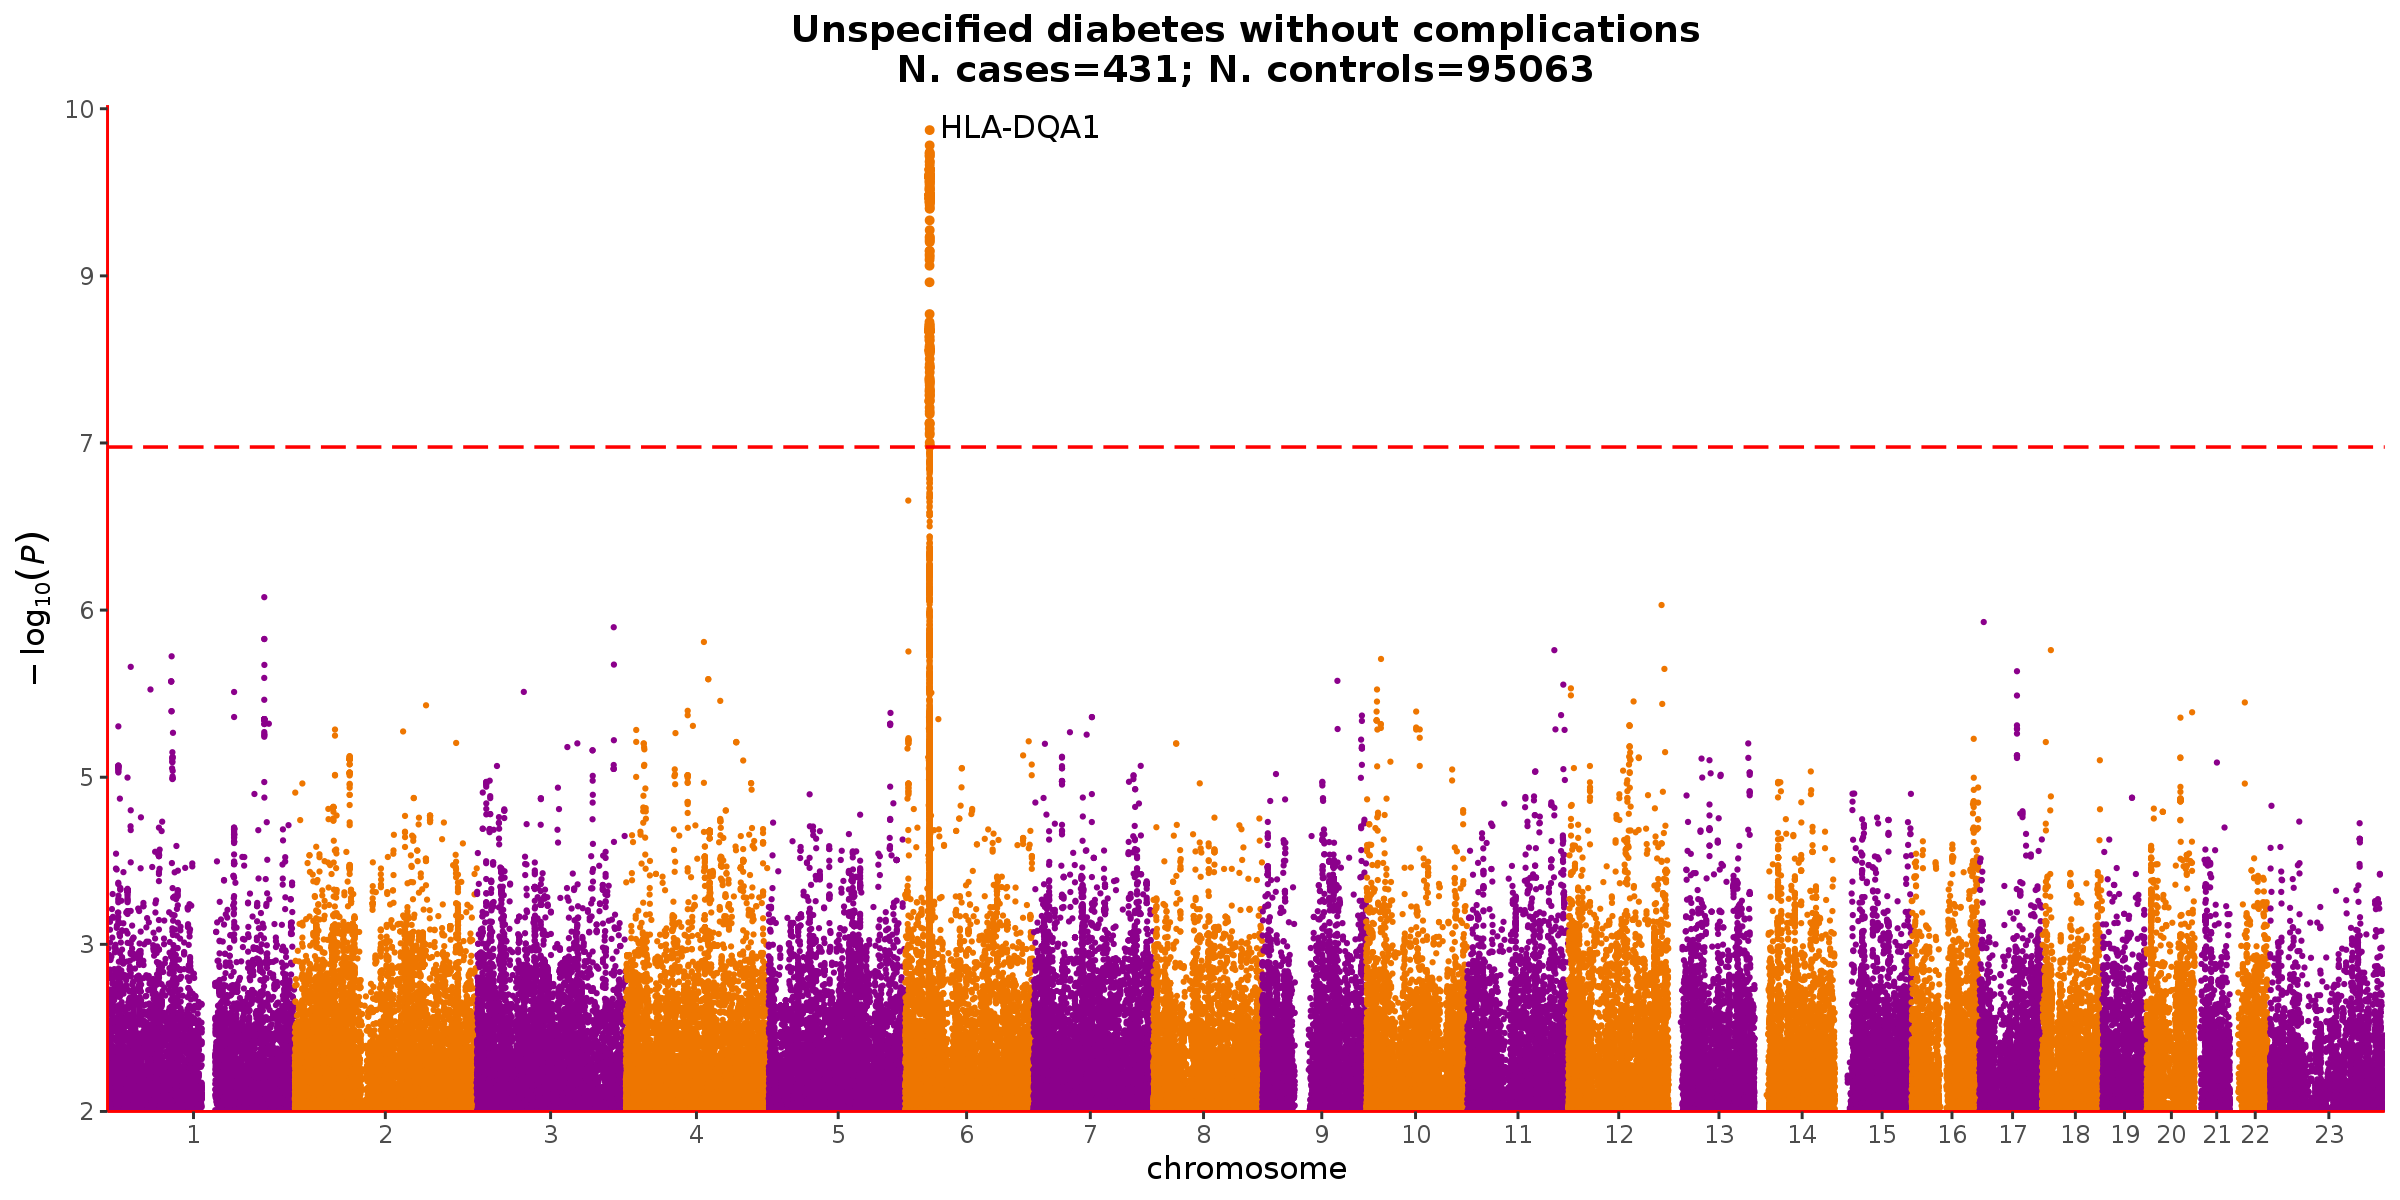 Unspecified diabetes without complications
N. cases=431; N. controls=95063
10
HLA-DQA1
9
7
6
5
3
2
−log10(P)
1 2 3 4 5 6 7 8 9 10 11 12 13 14 15 16 17 18 19 20 21 22 23
chromosome